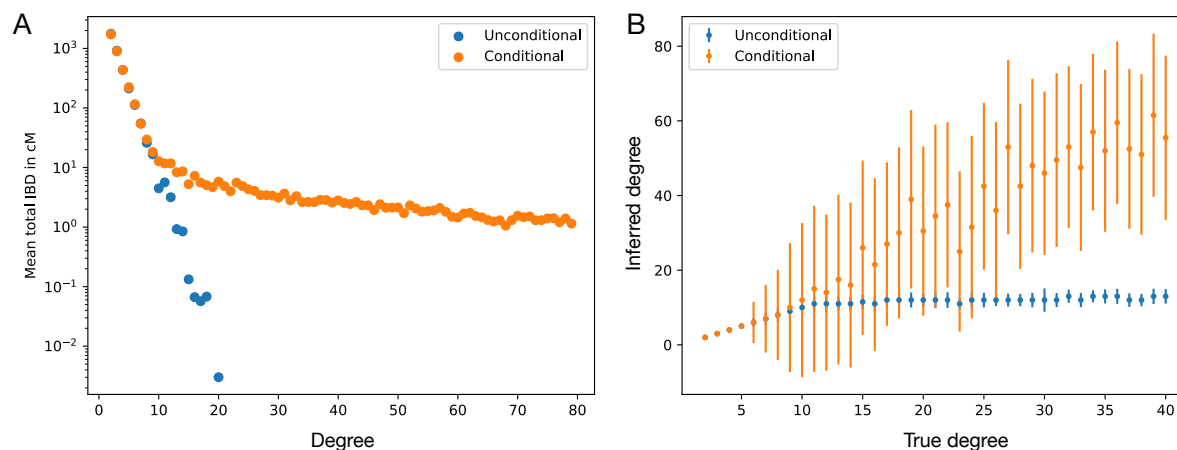 A
Mean total IBD in cM
10³
10²
10¹
10⁰
10⁻¹
10⁻²
0 10 20 30 40 50 60 70 80
Degree
Unconditional
Conditional
B
Inferred degree
80
60
40
20
0
5 10 15 20 25 30 35 40
True degree
Unconditional
Conditional